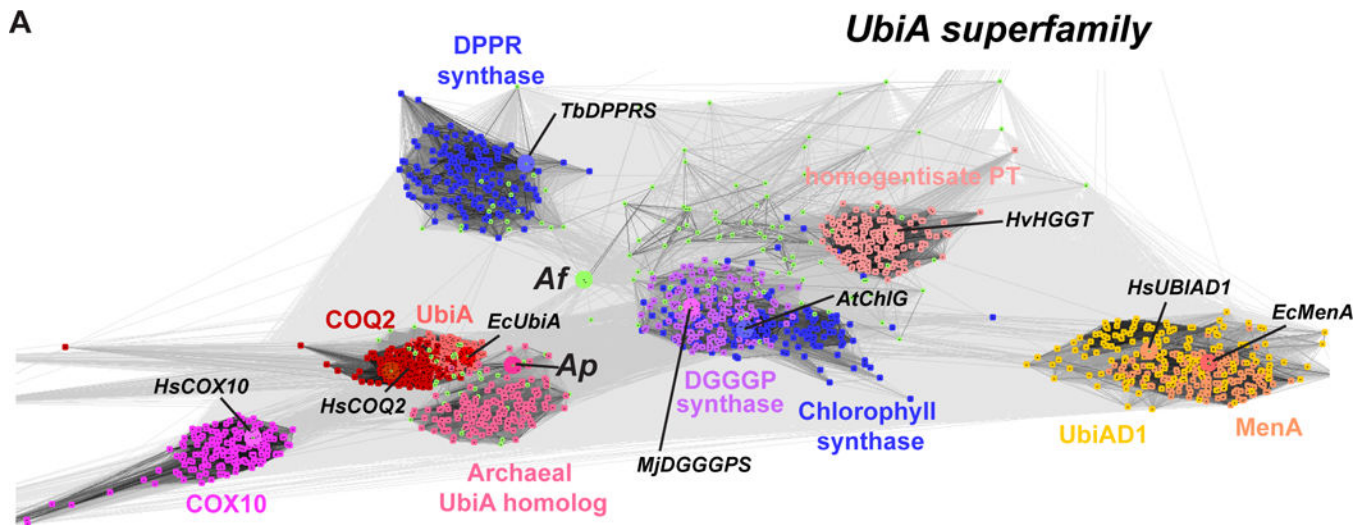 A
UbiA superfamily
DPPR
synthase
TbDPPRS
homogentisate PT
HvHGGT
Af
HsUBIAD1
AtChlG
EcMenA
COQ2
UbiA
EcUbiA
Ap
HsCOX10
HsCOQ2
DGGGP
synthase
Chlorophyll
synthase
UbiAD1
MenA
MjDGGGPS
Archaeal
UbiA homolog
COX10